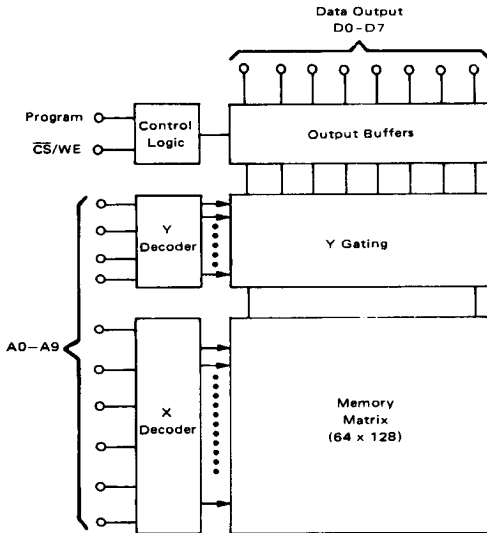 Data Output
D0-D7
Program
Control
Logic
Output Buffers
C̅S̅/WE
Y
Decoder
Y Gating
A0-A9
X
Decoder
Memory
Matrix
(64 x 128)